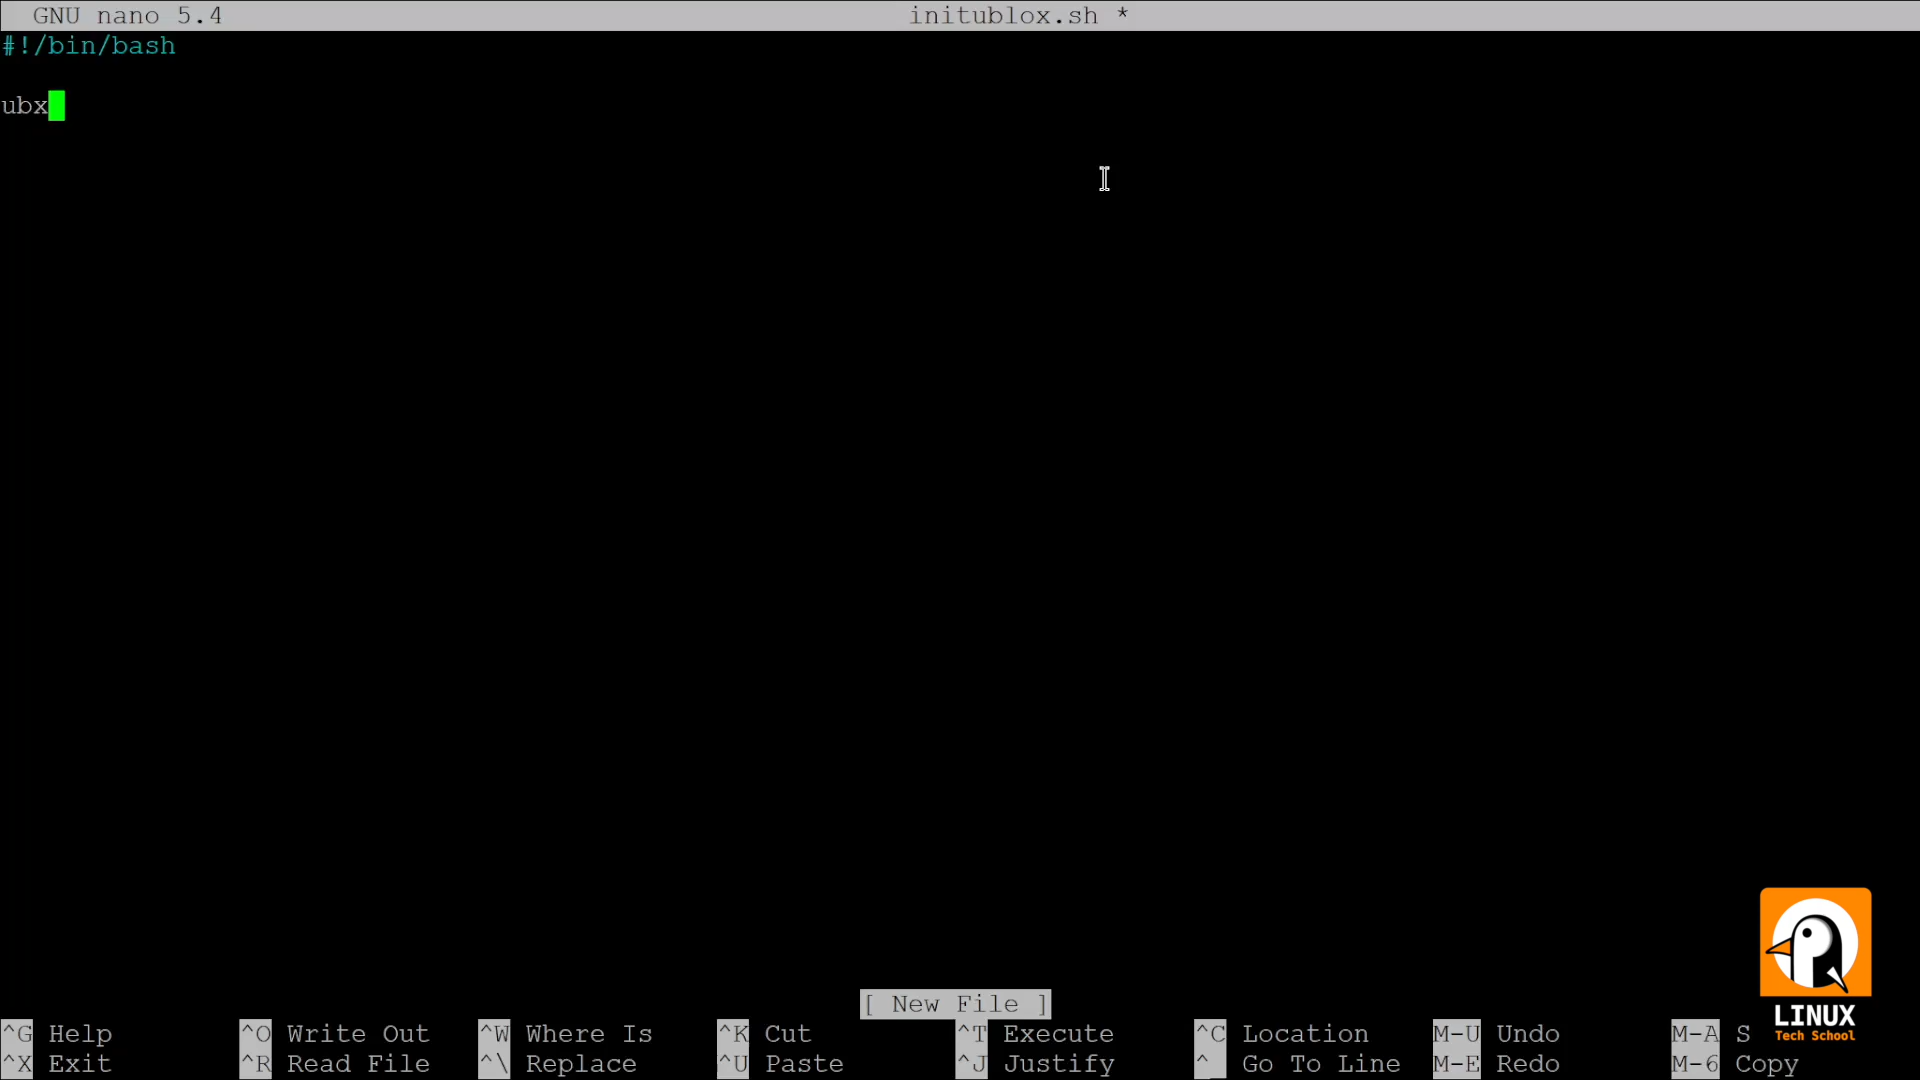 GNU nano 5.4 initublox.sh *
#!/bin/bash
ubx
[ New File ]
^G Help ^O Write Out ^W Where Is ^K Cut ^T Execute ^C Location M-U Undo M-A S
^X Exit ^R Read File ^\ Replace ^U Paste ^J Justify ^_ Go To Line M-E Redo M-6 Copy
LINUX
Tech School